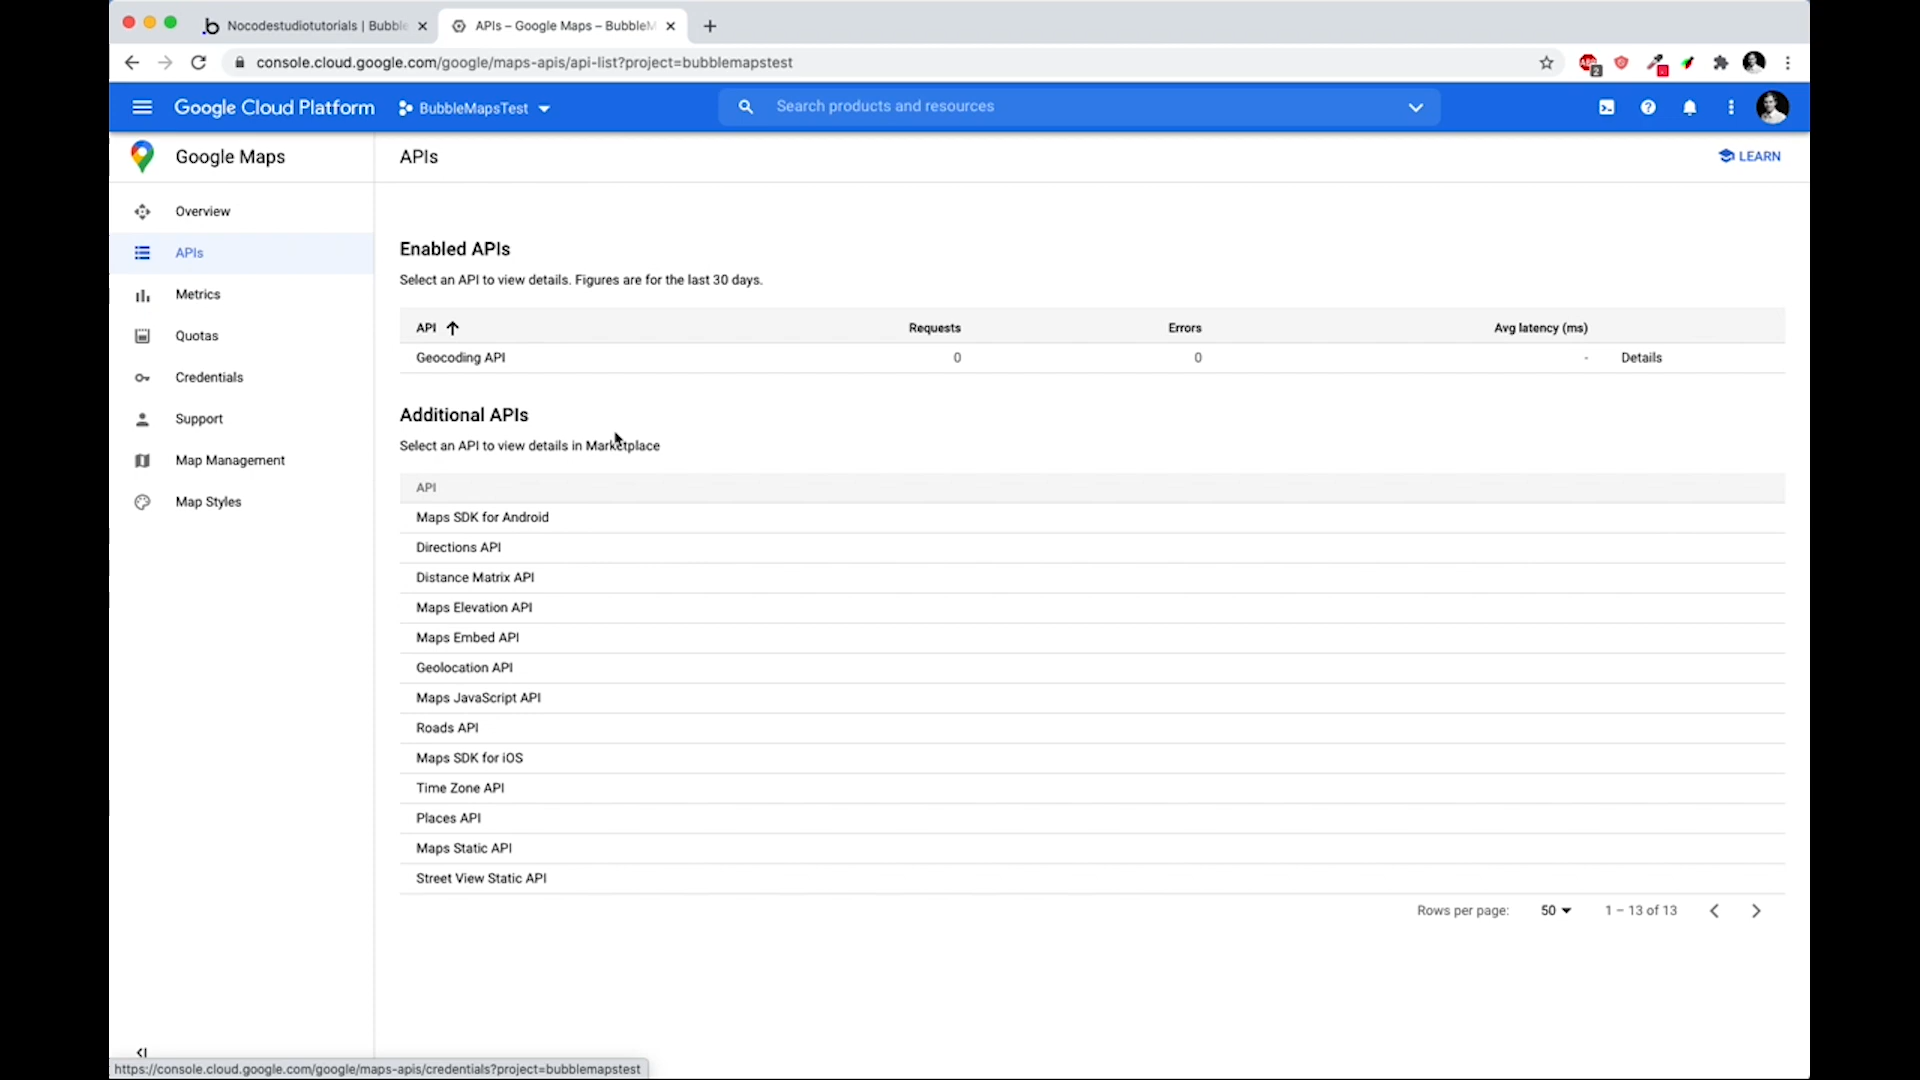 Nocodestudiotutorials | Bubble
APIs – Google Maps – BubbleM
console.cloud.google.com/google/maps-apis/api-list?project=bubblemapstest
2
Google Cloud Platform
BubbleMapsTest
Search products and resources
Google Maps
APIs
LEARN
Overview
APIs
Metrics
Quotas
Credentials
Support
Map Management
Map Styles
Enabled APIs
Select an API to view details. Figures are for the last 30 days.
API Requests Errors Avg latency (ms)
Geocoding API 0 0 - Details
Additional APIs
Select an API to view details in Marketplace
API
Maps SDK for Android
Directions API
Distance Matrix API
Maps Elevation API
Maps Embed API
Geolocation API
Maps JavaScript API
Roads API
Maps SDK for iOS
Time Zone API
Places API
Maps Static API
Street View Static API
Rows per page: 50 1 – 13 of 13
https://console.cloud.google.com/google/maps-apis/credentials?project=bubblemapstest